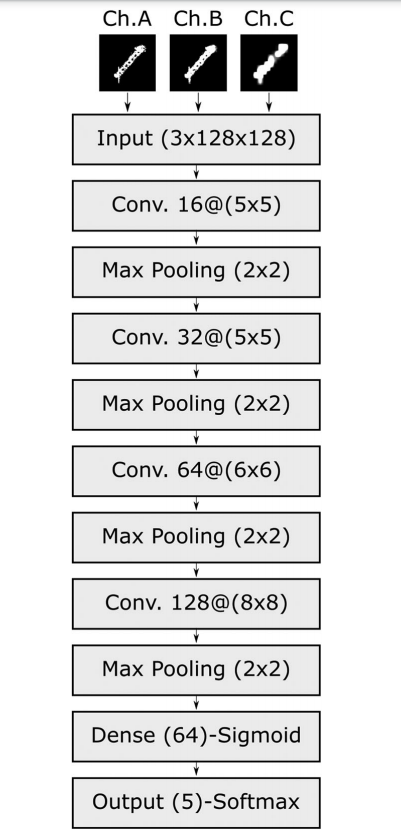 Ch.A Ch.B Ch.C
Input (3x128x128)
Conv. 16@(5x5)
Max Pooling (2x2)
Conv. 32@(5x5)
Max Pooling (2x2)
Conv. 64@(6x6)
Max Pooling (2x2)
Conv. 128@(8x8)
Max Pooling (2x2)
Dense (64)-Sigmoid
Output (5)-Softmax